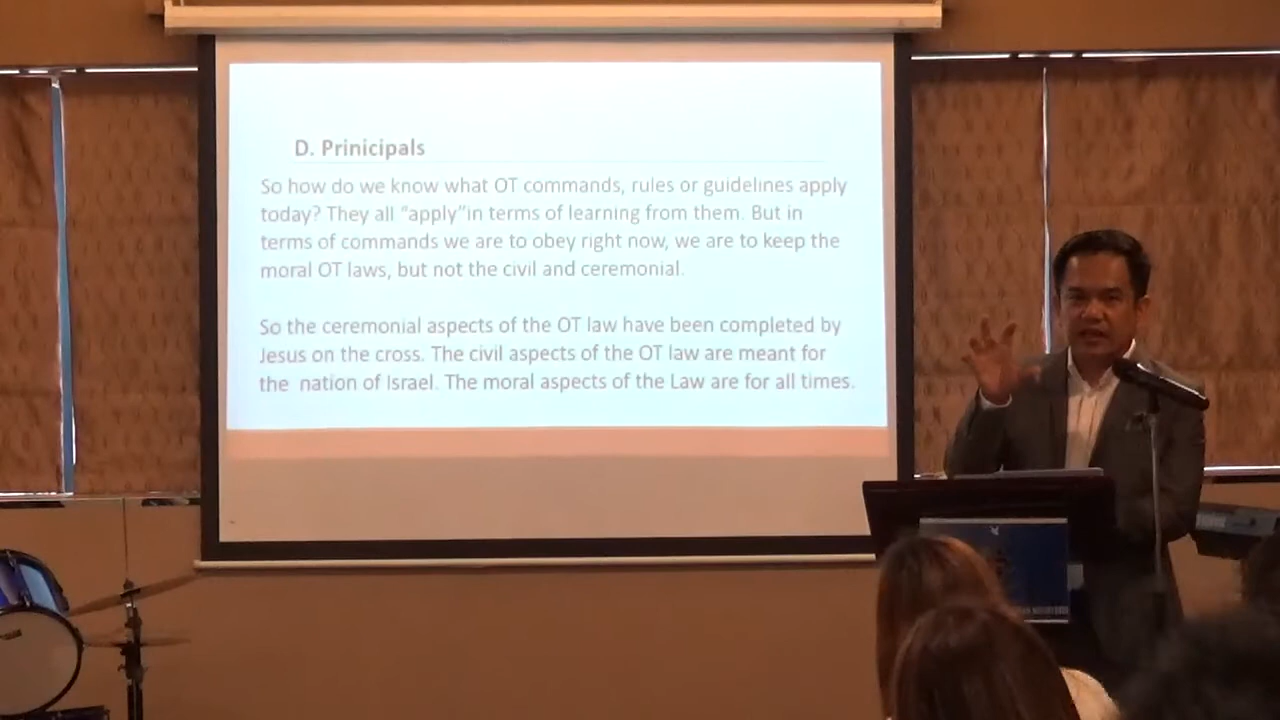 D. Prinicipals
So how do we know what OT commands, rules or guidelines apply
today? They all “apply”in terms of learning from them. But in
terms of commands we are to obey right now, we are to keep the
moral OT laws, but not the civil and ceremonial.
So the ceremonial aspects of the OT law have been completed by
Jesus on the cross. The civil aspects of the OT law are meant for
the nation of Israel. The moral aspects of the Law are for all times.